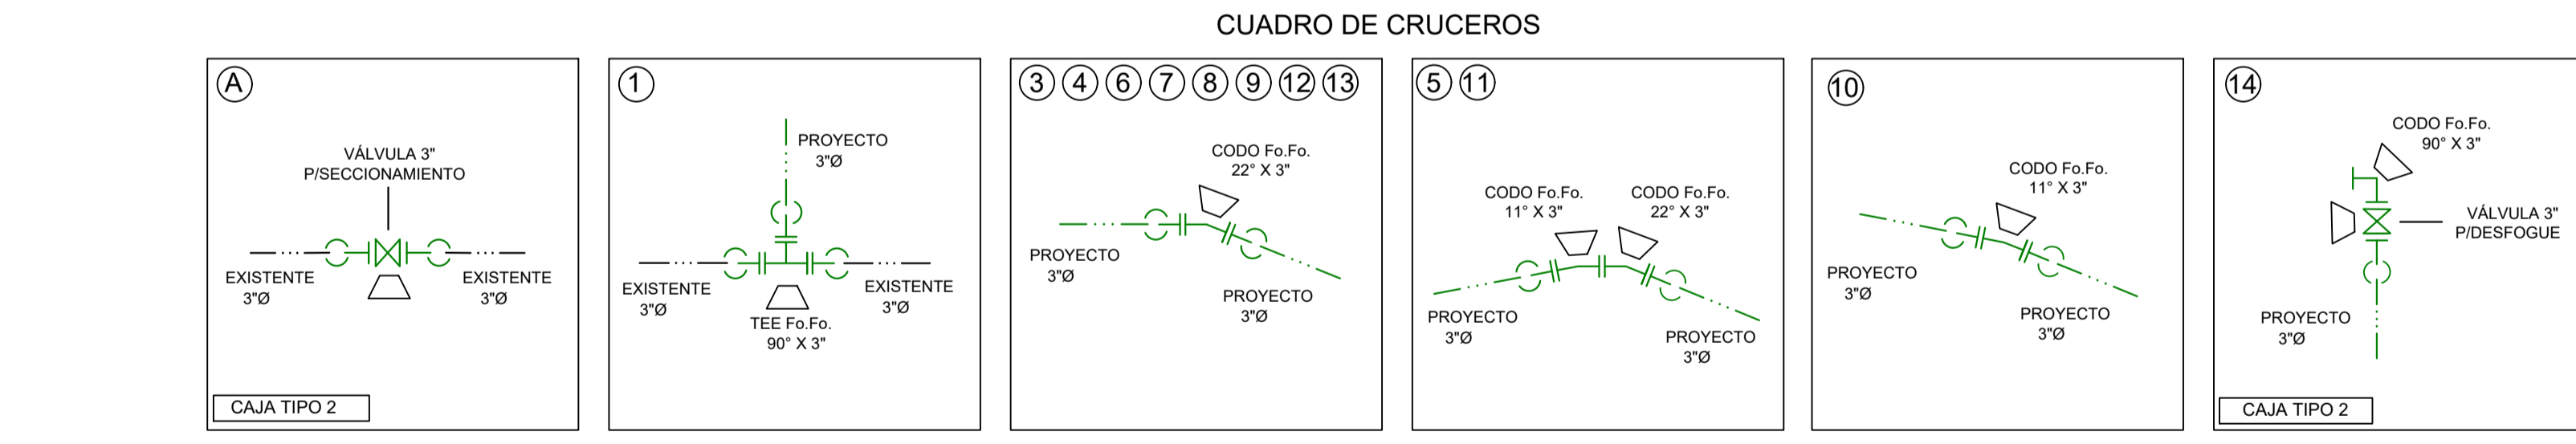 CUADRO DE CRUCEROS
A
VÁLVULA 3"
P/SECCIONAMIENTO
EXISTENTE
3"Ø
EXISTENTE
3"Ø
CAJA TIPO 2
1
PROYECTO
3"Ø
EXISTENTE
3"Ø
EXISTENTE
3"Ø
TEE Fo.Fo.
90° X 3"
3 4 6 7 8 9 12 13
CODO Fo.Fo.
22° X 3"
PROYECTO
3"Ø
PROYECTO
3"Ø
5 11
CODO Fo.Fo.
11° X 3"
CODO Fo.Fo.
22° X 3"
PROYECTO
3"Ø
PROYECTO
3"Ø
10
CODO Fo.Fo.
11° X 3"
PROYECTO
3"Ø
PROYECTO
3"Ø
14
CODO Fo.Fo.
90° X 3"
VÁLVULA 3"
P/DESFOGUE
PROYECTO
3"Ø
CAJA TIPO 2